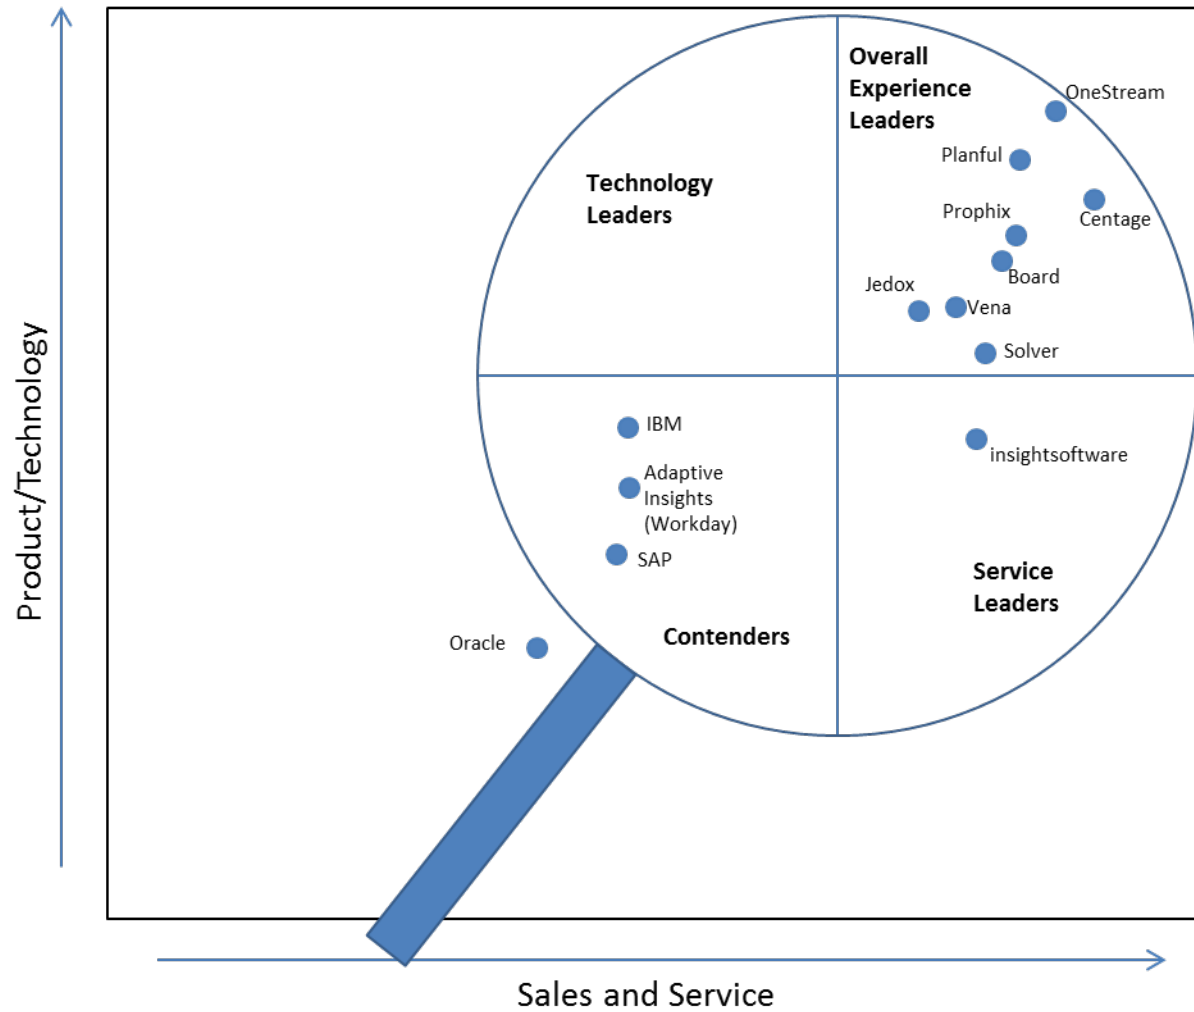 Overall
Experience
Leaders
OneStream
Planful
Technology
Leaders
Prophix
Centage
Board
Jedox
Vena
Solver
Product/Technology
IBM
insightsoftware
Adaptive
Insights
(Workday)
SAP
Service
Leaders
Contenders
Oracle
Sales and Service